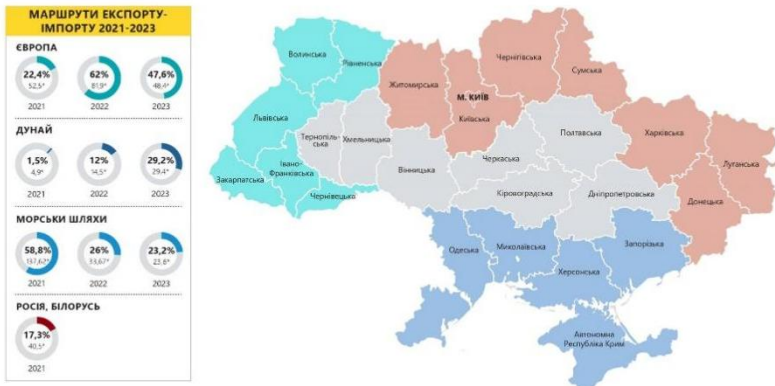 МАРШРУТИ ЕКСПОРТУ-
ІМПОРТУ 2021-2023
ЄВРОПА
22,4%
52,5*
2021
62%
81,9*
2022
47,6%
48,4*
2023
ДУНАЙ
1,5%
4,9*
2021
12%
14,5*
2022
29,2%
29,4*
2023
МОРСЬКИ ШЛЯХИ
58,8%
137,62*
2021
26%
33,67*
2022
23,2%
23,6*
2023
РОСІЯ, БІЛОРУСЬ
17,3%
40,5*
2021
Волинська
Рівненська
Житомирська
Чернігівська
Сумська
М. КИЇВ
Київська
Львівська
Тернопіль-
ська
Хмельницька
Полтавська
Харківська
Луганська
Вінницька
Черкаська
Івано-
Франківська
Закарпатська
Чернівецька
Кіровоградська
Дніпропетровська
Донецька
Одеська
Миколаївська
Запорізька
Херсонська
Автономна
Республіка Крим